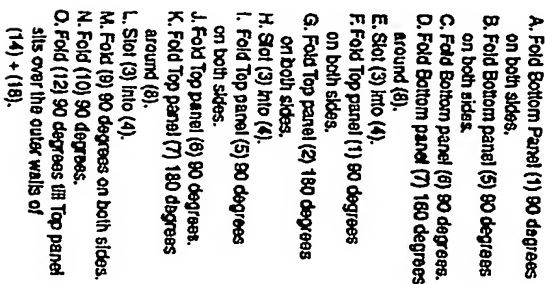 A. Fold Bottom Panel (1) 90 degrees
on both sides.
B. Fold Bottom panel (5) 90 degrees
on both sides.
C. Fold Bottom panel (6) 90 degrees.
D. Fold Bottom panel (7) 180 degrees
around (8).
E. Slot (3) into (4).
F. Fold Top panel (1) 90 degrees
on both sides.
G. Fold Top panel (2) 180 degrees
on both sides.
H. Slot (3) into (4).
I. Fold Top panel (5) 90 degrees
on both sides.
J. Fold Top panel (6) 90 degrees.
K. Fold Top panel (7) 180 degrees
around (8).
L. Slot (3) into (4).
M. Fold (9) 90 degrees on both sides.
N. Fold (10) 90 degrees.
O. Fold (12) 90 degrees till Top panel
sits over the outer walls of
(14) + (18).